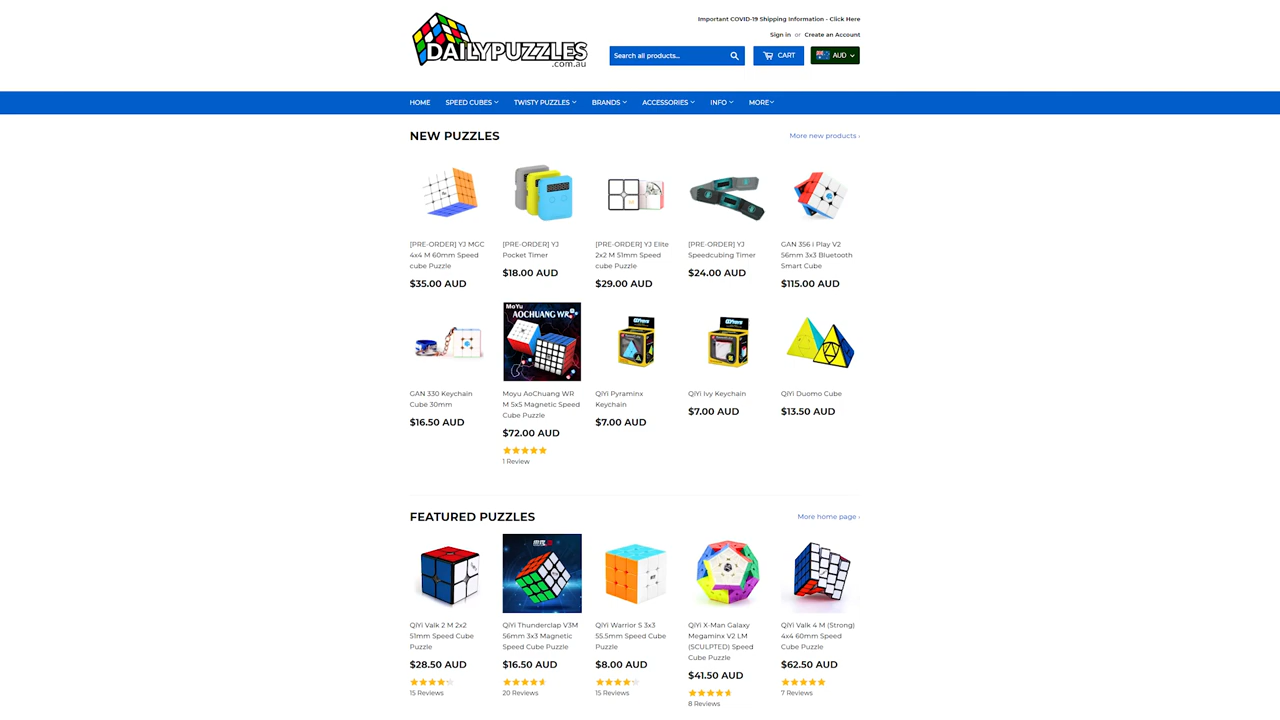 Important COVID-19 Shipping Information - Click Here
DAILYPUZZLES
.com.au
Sign in or Create an Account
Search all products...
CART
AUD
HOME
SPEED CUBES
TWISTY PUZZLES
BRANDS
ACCESSORIES
INFO
MORE
NEW PUZZLES
More new products ›
[PRE-ORDER] YJ MGC
4x4 M 60mm Speed
cube Puzzle
$35.00 AUD
[PRE-ORDER] YJ
Pocket Timer
$18.00 AUD
[PRE-ORDER] YJ Elite
2x2 M 51mm Speed
cube Puzzle
$29.00 AUD
[PRE-ORDER] YJ
Speedcubing Timer
$24.00 AUD
GAN 356 i Play V2
56mm 3x3 Bluetooth
Smart Cube
$115.00 AUD
GAN 330 Keychain
Cube 30mm
$16.50 AUD
MoYu
AOCHUANG WR
Moyu AoChuang WR
M 5x5 Magnetic Speed
Cube Puzzle
$72.00 AUD
1 Review
QiYi Pyraminx
Keychain
$7.00 AUD
QiYi Ivy Keychain
$7.00 AUD
QiYi Duomo Cube
$13.50 AUD
FEATURED PUZZLES
More home page ›
QiYi Valk 2 M 2x2
51mm Speed Cube
Puzzle
$28.50 AUD
15 Reviews
QiYi Thunderclap V3M
56mm 3x3 Magnetic
Speed Cube Puzzle
$16.50 AUD
20 Reviews
QiYi Warrior S 3x3
55.5mm Speed Cube
Puzzle
$8.00 AUD
15 Reviews
QiYi X-Man Galaxy
Megaminx V2 LM
(SCULPTED) Speed
Cube Puzzle
$41.50 AUD
8 Reviews
QiYi Valk 4 M (Strong)
4x4 60mm Speed
Cube Puzzle
$62.50 AUD
7 Reviews